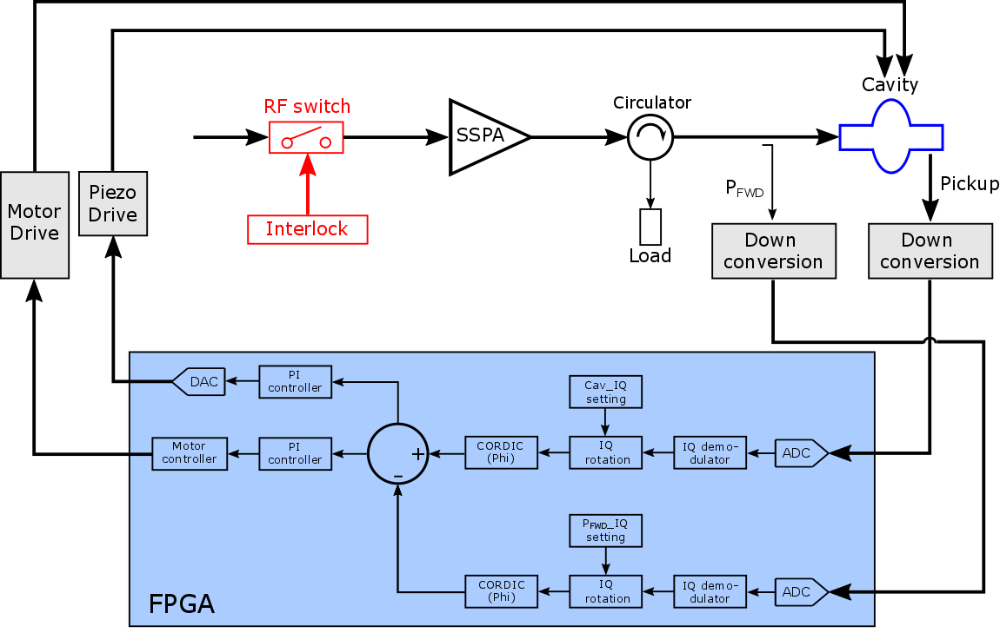 Cavity
RF switch
Circulator
SSPA
Piezo
Drive
Motor
Drive
Pickup
PFWD
Interlock
Load
Down
conversion
Down
conversion
DAC
PI
controller
Cav_IQ
setting
Motor
controller
PI
controller
+
−
CORDIC
(Phi)
IQ
rotation
IQ demo-
dulator
ADC
PFWD_IQ
setting
CORDIC
(Phi)
IQ
rotation
IQ demo-
dulator
ADC
FPGA